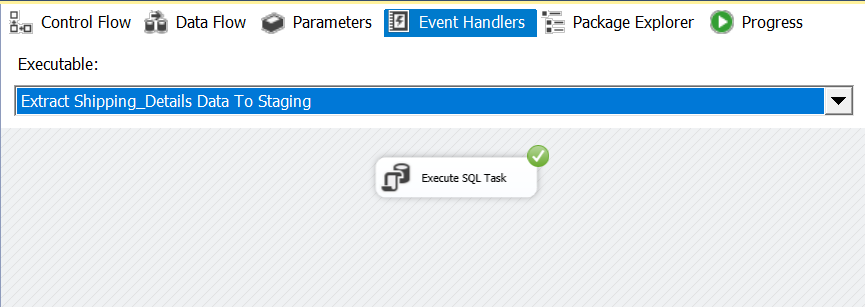 Control Flow Data Flow Parameters Event Handlers Package Explorer Progress
Executable:
Extract Shipping_Details Data To Staging
Execute SQL Task